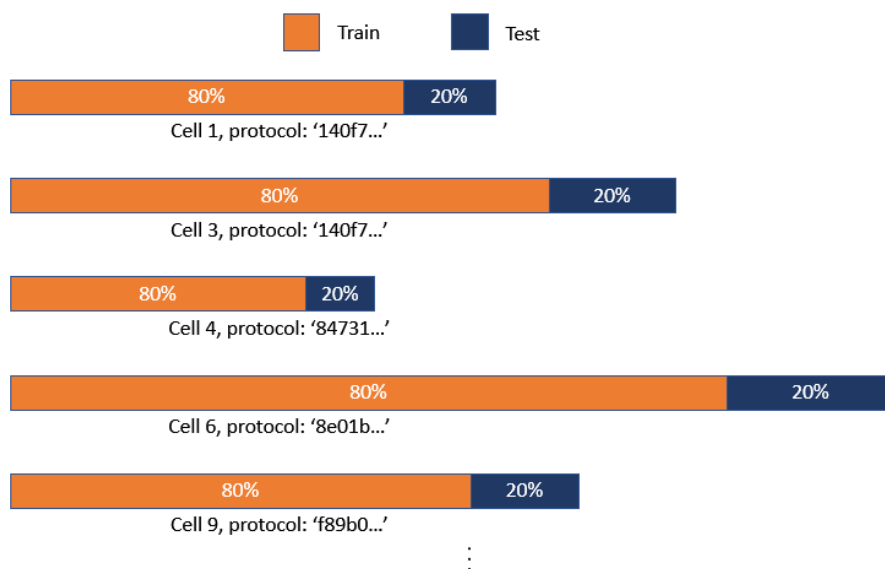 Train Test
80% 20%
Cell 1, protocol: ‘140f7...’
80% 20%
Cell 3, protocol: ‘140f7...’
80% 20%
Cell 4, protocol: ‘84731...’
80% 20%
Cell 6, protocol: ‘8e01b...’
80% 20%
Cell 9, protocol: ‘f89b0...’
⋮